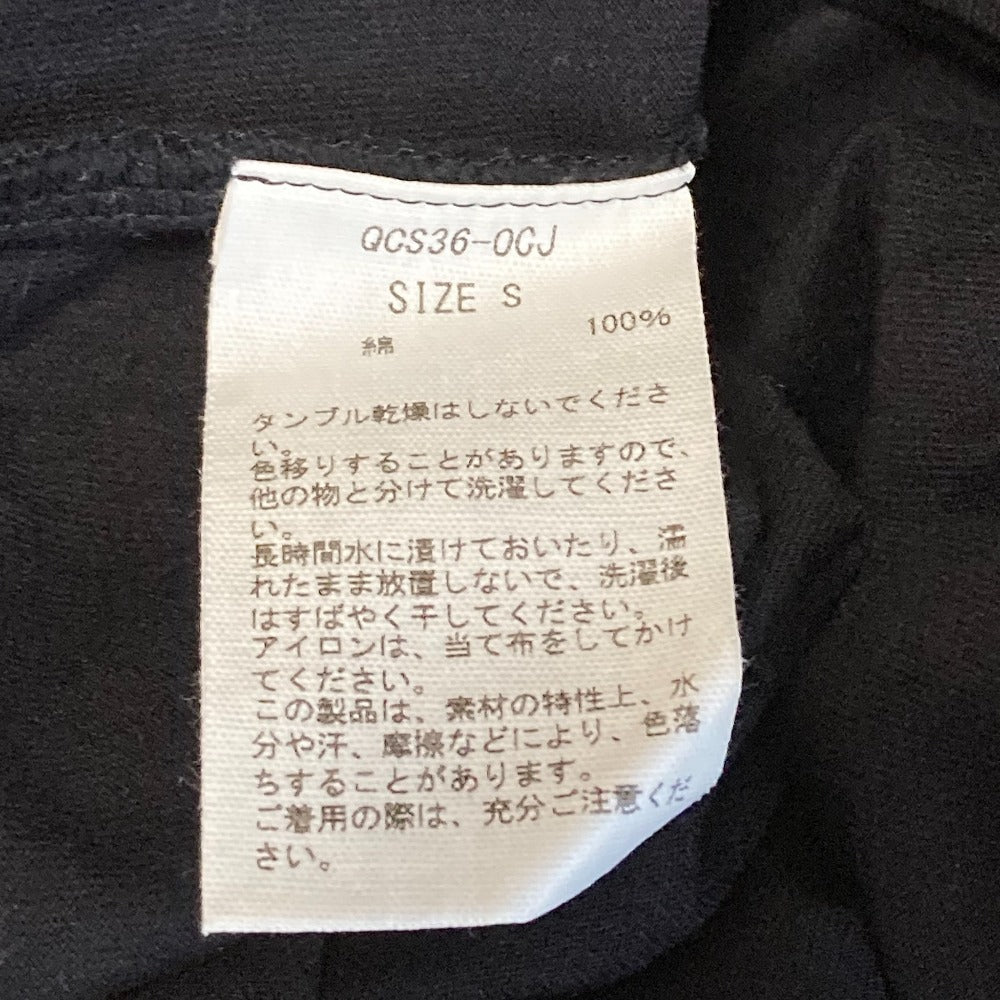 QCS36-OCJ
SIZE S
綿 100%
タンブル乾燥はしないでくださ
い。
色移りすることがありますので、
他の物と分けて洗濯してくださ
い。
長時間水に漬けておいたり、濡
れたまま放置しないで、洗濯後
はすばやく干してください。
アイロンは、当て布をしてかけ
てください。
この製品は、素材の特性上、水
分や汗、摩擦などにより、色落
ちすることがあります。
ご着用の際は、充分ご注意くだ
さい。